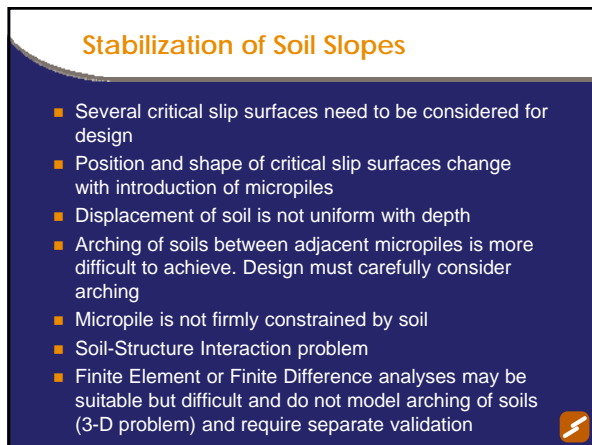 Stabilization of Soil Slopes
■ Several critical slip surfaces need to be considered for
design
■ Position and shape of critical slip surfaces change
with introduction of micropiles
■ Displacement of soil is not uniform with depth
■ Arching of soils between adjacent micropiles is more
difficult to achieve. Design must carefully consider
arching
■ Micropile is not firmly constrained by soil
■ Soil-Structure Interaction problem
■ Finite Element or Finite Difference analyses may be
suitable but difficult and do not model arching of soils
(3-D problem) and require separate validation